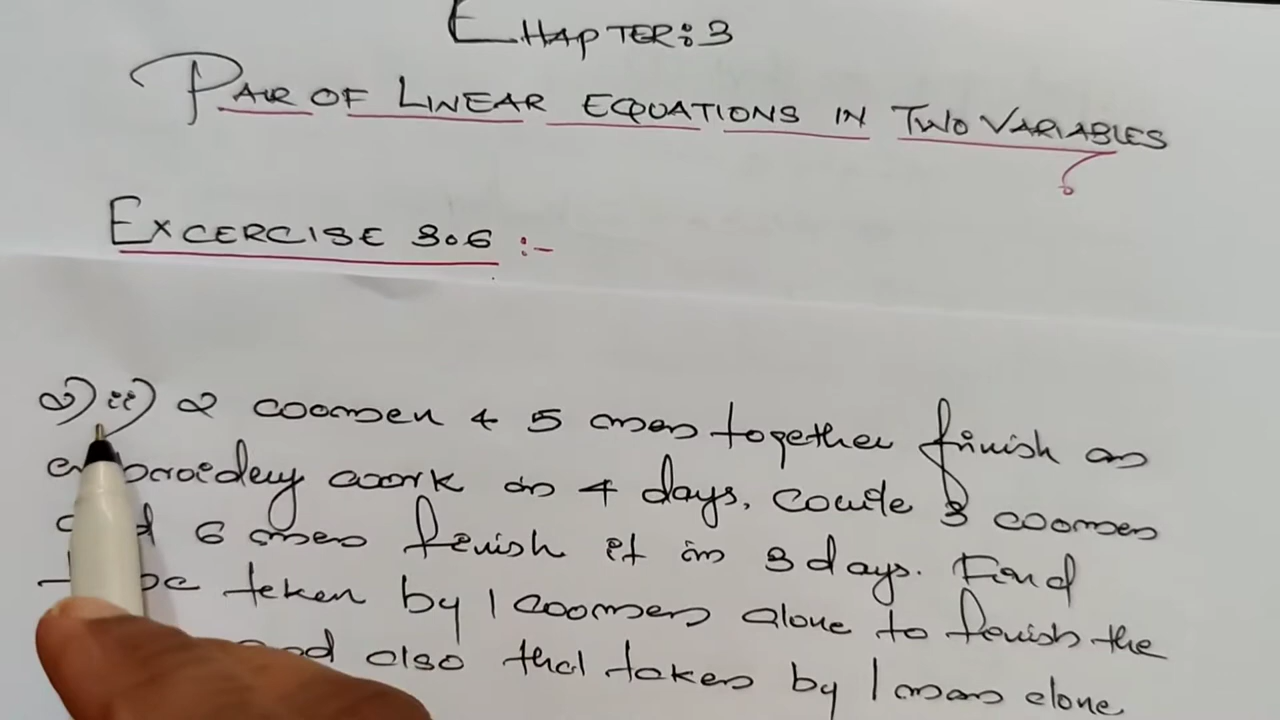 CHAPTER: 3
PAIR OF LINEAR EQUATIONS IN TWO VARIABLES
EXCERCISE 3.6 :-
2) ii) 2 women & 5 men together finish an
embroidery work in 4 days, while 3 women
and 6 men finish it in 3 days. Find
taken by 1 women alone to finish the
and also that taken by 1 man alone